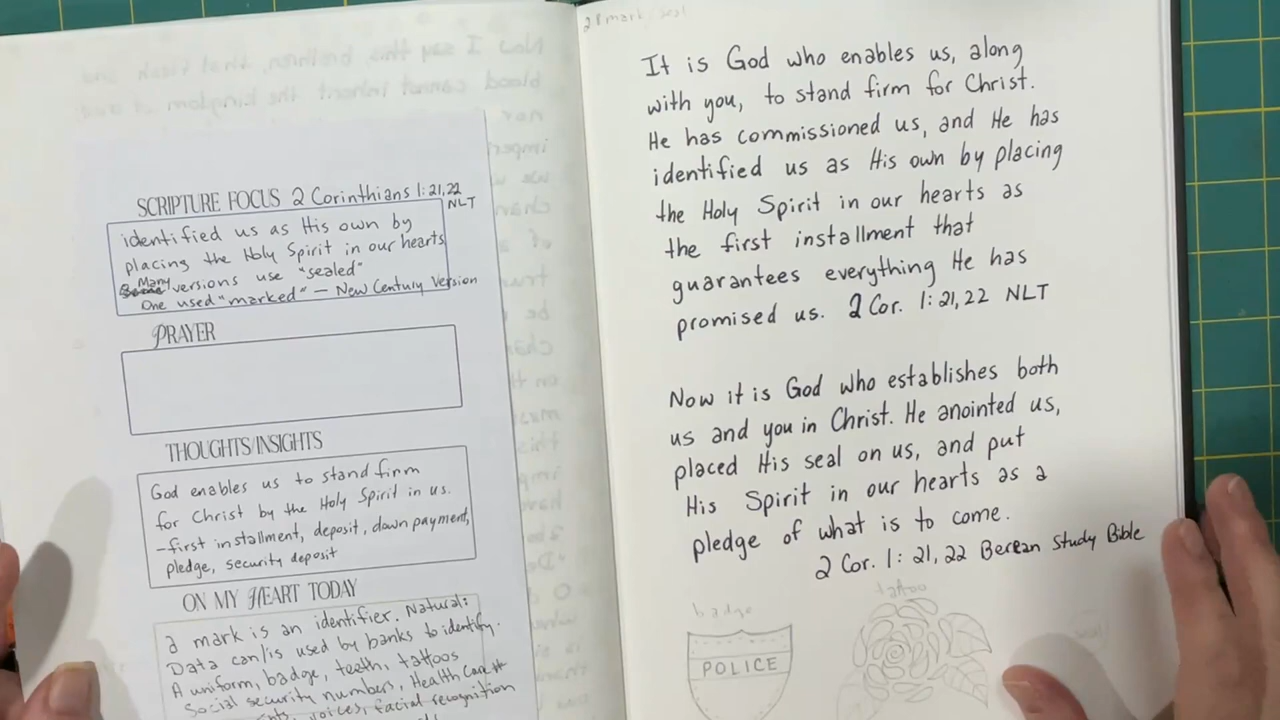 SCRIPTURE FOCUS 2 Corinthians 1:21,22
NLT
identified us as His own by
placing the Holy Spirit in our hearts
Many
versions use "sealed"
One used "marked" — New Century Version
PRAYER
THOUGHTS/INSIGHTS
God enables us to stand firm
for Christ by the Holy Spirit in us.
-first installment, deposit, down payment,
pledge, security deposit
ON MY HEART TODAY
a mark is an identifier. Natural:
Data can/is used by banks to identify.
A uniform, badge, teeth, tattoos
Social security numbers, Health Care #
voices, facial recognition
mark
It is God who enables us, along
with you, to stand firm for Christ.
He has commissioned us, and He has
identified us as His own by placing
the Holy Spirit in our hearts as
the first installment that
guarantees everything He has
promised us. 2 Cor. 1:21,22 NLT
Now it is God who establishes both
us and you in Christ. He anointed us,
placed His seal on us, and put
His Spirit in our hearts as a
pledge of what is to come.
2 Cor. 1: 21,22 Berean Study Bible
badge
tattoo
POLICE